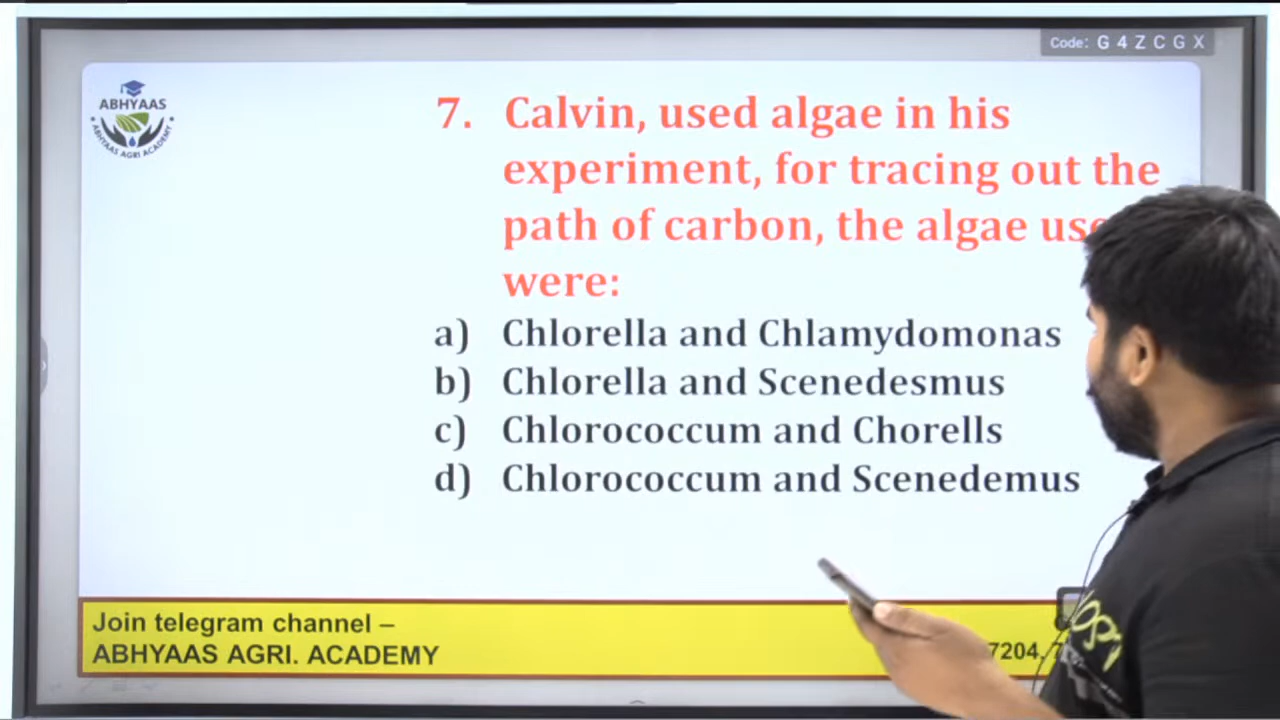 Code: G 4 Z C G X
ABHYAAS
ABHYAAS AGRI ACADEMY
7. Calvin, used algae in his
experiment, for tracing out the
path of carbon, the algae
were:
a) Chlorella and Chlamydomonas
b) Chlorella and Scenedesmus
c) Chlorococcum and Chorells
d) Chlorococcum and Scenedemus
Join telegram channel –
ABHYAAS AGRI. ACADEMY
7204, 7